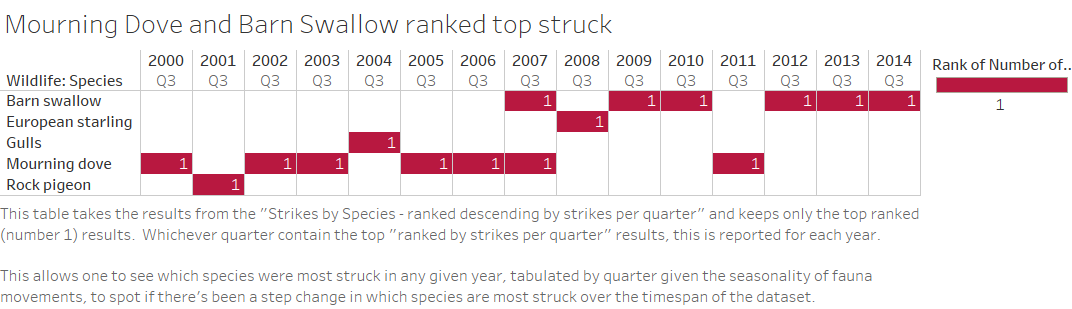 Mourning Dove and Barn Swallow ranked top struck
2000 2001 2002 2003 2004 2005 2006 2007 2008 2009 2010 2011 2012 2013 2014
Wildlife: Species Q3 Q3 Q3 Q3 Q3 Q3 Q3 Q3 Q3 Q3 Q3 Q3 Q3 Q3 Q3
Barn swallow 1 1 1 1 1 1
European starling 1
Gulls 1
Mourning dove 1 1 1 1 1 1 1
Rock pigeon 1
Rank of Number of..
1
This table takes the results from the "Strikes by Species - ranked descending by strikes per quarter" and keeps only the top ranked
(number 1) results. Whichever quarter contain the top "ranked by strikes per quarter" results, this is reported for each year.
This allows one to see which species were most struck in any given year, tabulated by quarter given the seasonality of fauna
movements, to spot if there's been a step change in which species are most struck over the timespan of the dataset.